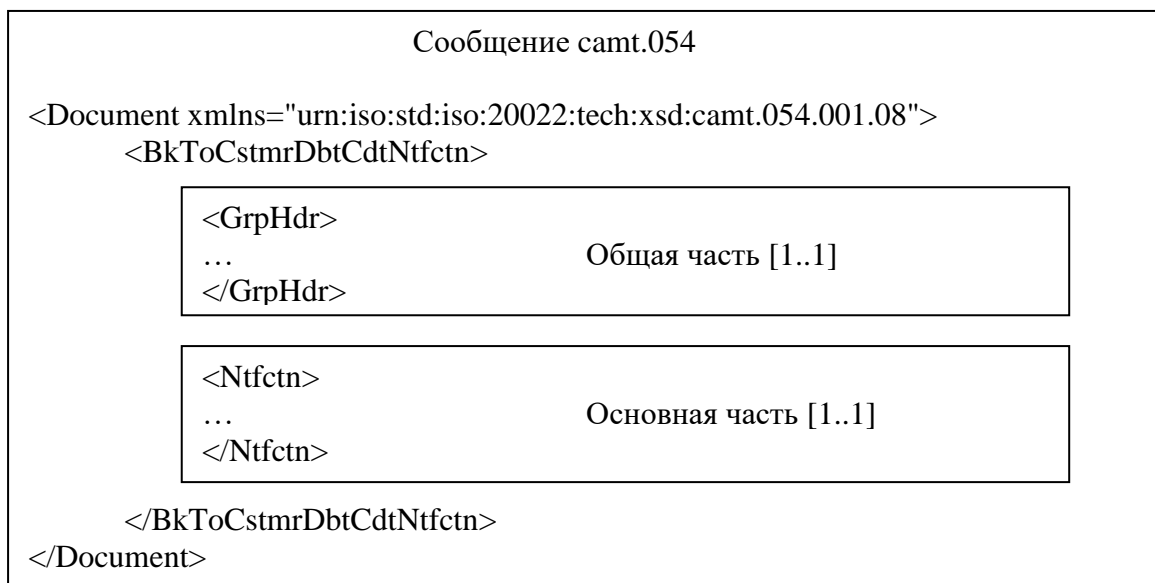 Сообщение camt.054
<Document xmlns="urn:iso:std:iso:20022:tech:xsd:camt.054.001.08">
<BkToCstmrDbtCdtNtfctn>
<GrpHdr>
… Общая часть [1..1]
</GrpHdr>
<Ntfctn>
… Основная часть [1..1]
</Ntfctn>
</BkToCstmrDbtCdtNtfctn>
</Document>